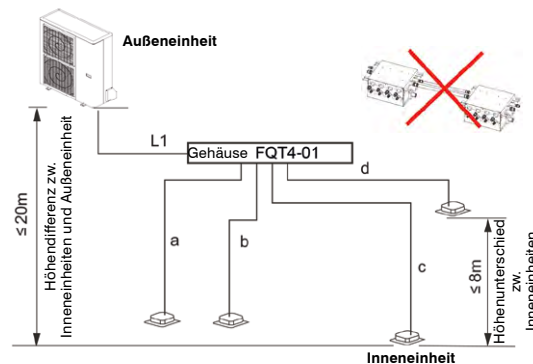 Außeneinheit
L1
Gehäuse FQT4-01
d
a
b
c
≤ 20m
Höhendifferenz zw.
Inneneinheiten und Außeneinheit
≤ 8m
Höhenunterschied
zw.
Inneneinheiten
Inneneinheit